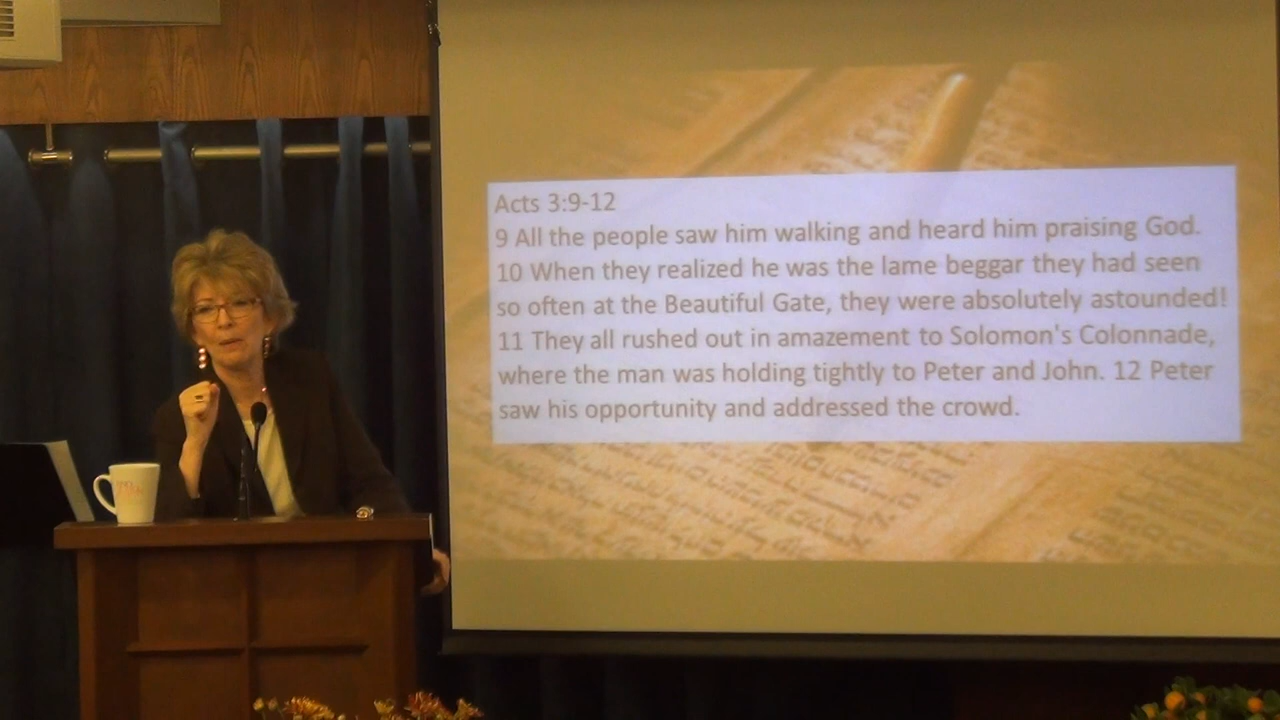 Acts 3:9-12
9 All the people saw him walking and heard him praising God.
10 When they realized he was the lame beggar they had seen
so often at the Beautiful Gate, they were absolutely astounded!
11 They all rushed out in amazement to Solomon's Colonnade,
where the man was holding tightly to Peter and John. 12 Peter
saw his opportunity and addressed the crowd.